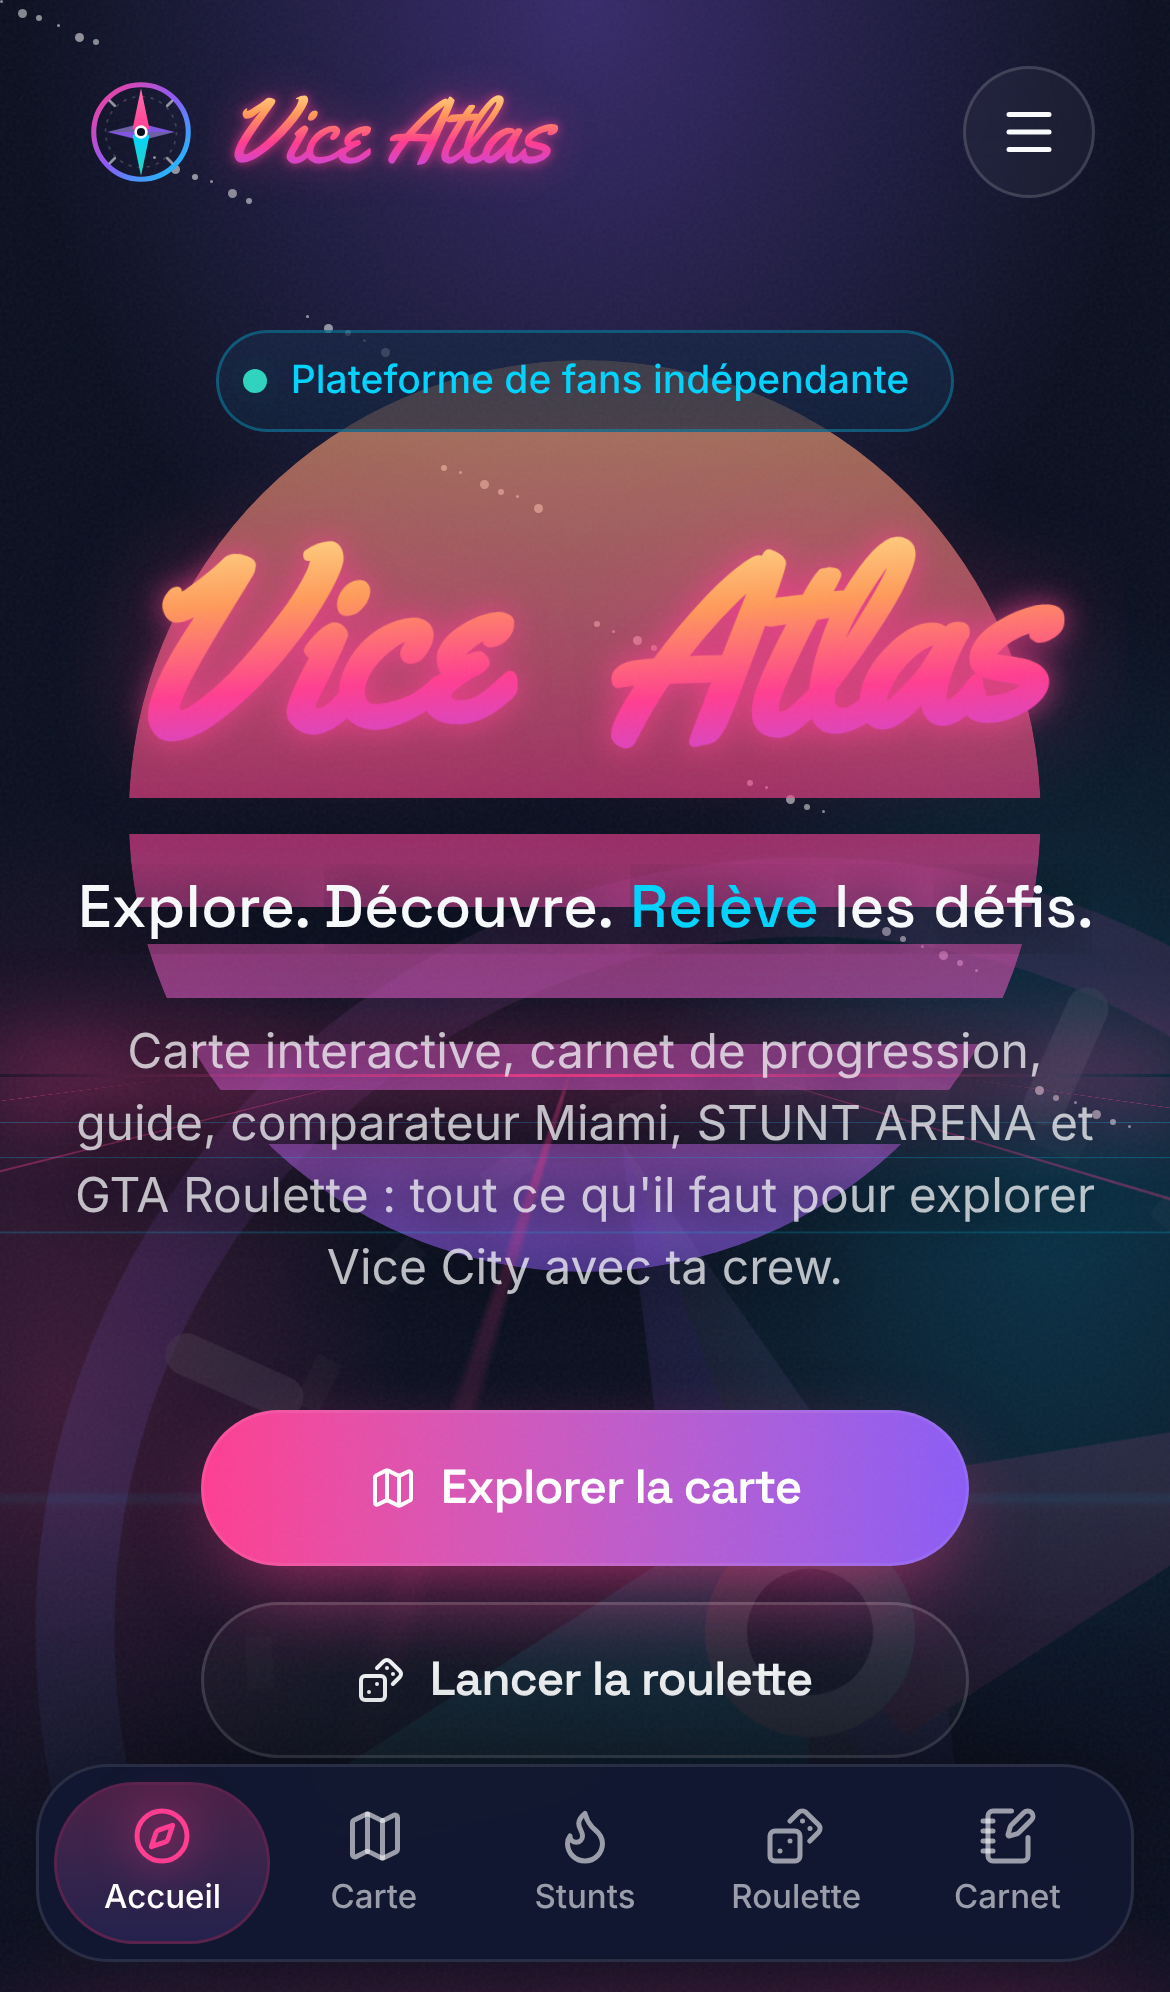 Vice Atlas
Plateforme de fans indépendante
Vice Atlas
Explore. Découvre. Relève les défis.
Carte interactive, carnet de progression,
guide, comparateur Miami, STUNT ARENA et
GTA Roulette : tout ce qu'il faut pour explorer
Vice City avec ta crew.
Explorer la carte
Lancer la roulette
Accueil
Carte
Stunts
Roulette
Carnet